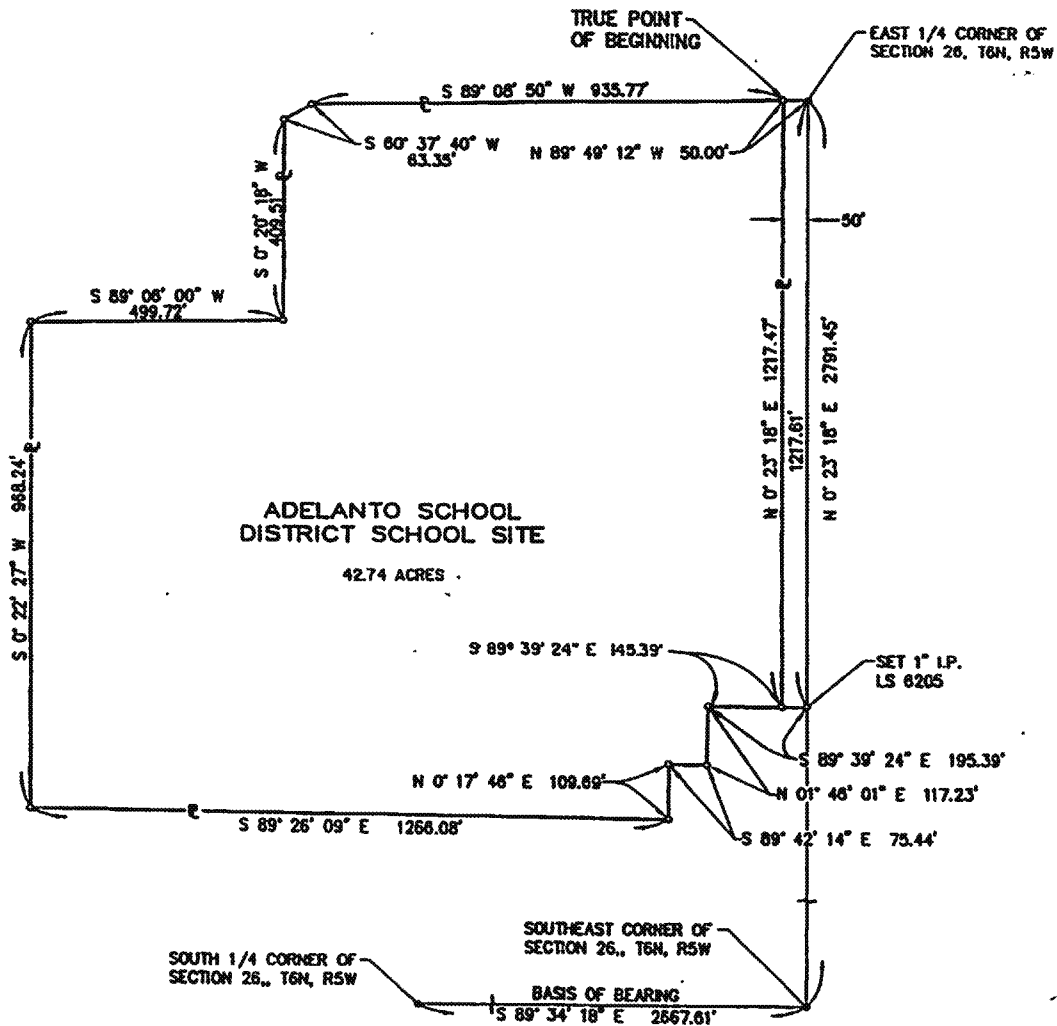 TRUE POINT
OF BEGINNING
EAST 1/4 CORNER OF
SECTION 26, T6N, R5W
S 89° 08' 50" W 935.77'
S 60° 37' 40" W
63.35'
N 89° 49' 12" W 50.00'
S 0° 20' 18" W
409.51'
50'
S 89° 06' 00" W
499.72'
N 0° 23' 18" E 1217.47'
1217.61'
N 0° 23' 18" E 2791.45'
S 0° 22' 27" W 968.24'
ADELANTO SCHOOL
DISTRICT SCHOOL SITE
42.74 ACRES
S 89° 39' 24" E 145.39'
SET 1" I.P.
LS 6205
S 89° 39' 24" E 195.39'
N 0° 17' 46" E 109.69'
N 01° 46' 01" E 117.23'
S 89° 26' 09" E 1266.08'
S 89° 42' 14" E 75.44'
SOUTHEAST CORNER OF
SECTION 26,, T6N, R5W
SOUTH 1/4 CORNER OF
SECTION 26,, T6N, R5W
BASIS OF BEARING
S 89° 34' 18" E 2667.61'